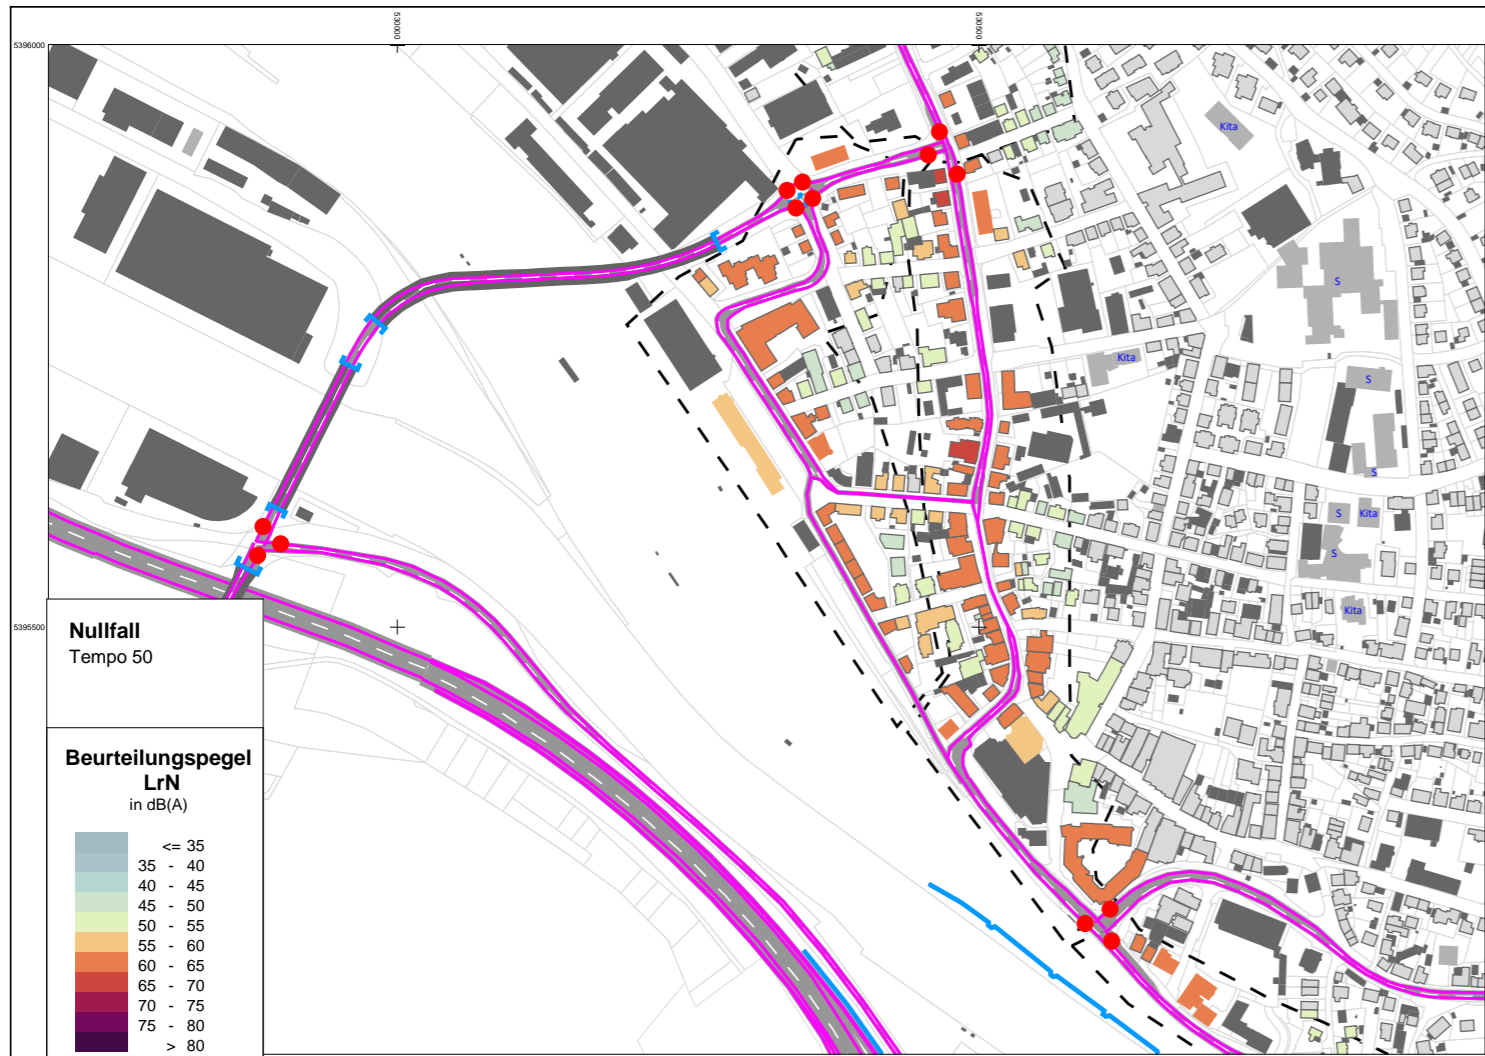 530000
530500
5396000
Kita
S
Kita
S
S
S
Kita
S
Kita
5395500
Nullfall
Tempo 50
Beurteilungspegel
LrN
in dB(A)
<= 35
35 - 40
40 - 45
45 - 50
50 - 55
55 - 60
60 - 65
65 - 70
70 - 75
75 - 80
> 80